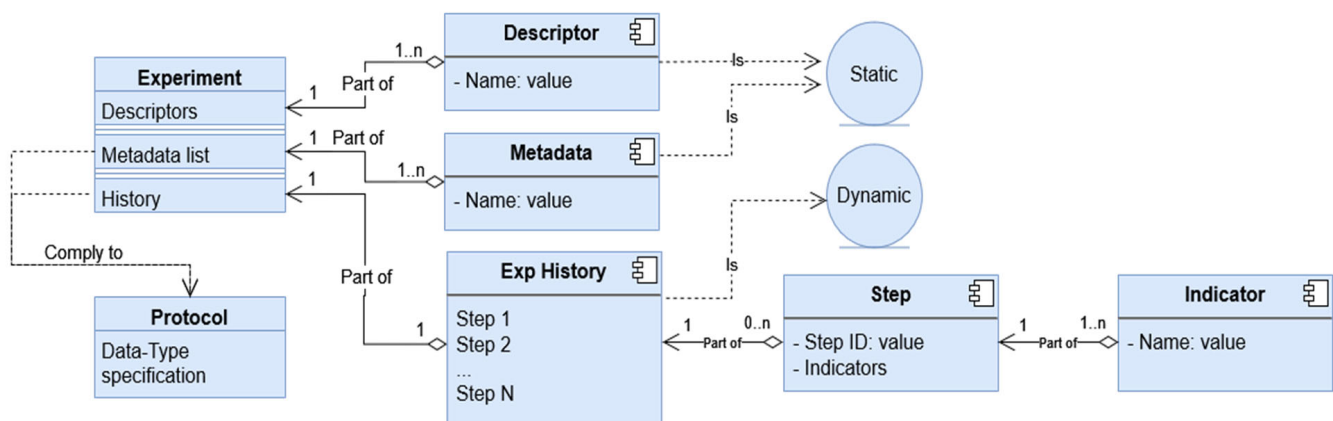 Experiment
Descriptors
Metadata list
History
1
Part of
1..n
Descriptor
- Name: value
Is
Static
1
Part of
1..n
Metadata
- Name: value
Is
Dynamic
1
Part of
1
Exp History
Step 1
Step 2
...
Step N
Is
1
Part of
0..n
Step
- Step ID: value
- Indicators
1
Part of
1..n
Indicator
- Name: value
Comply to
Protocol
Data-Type
specification